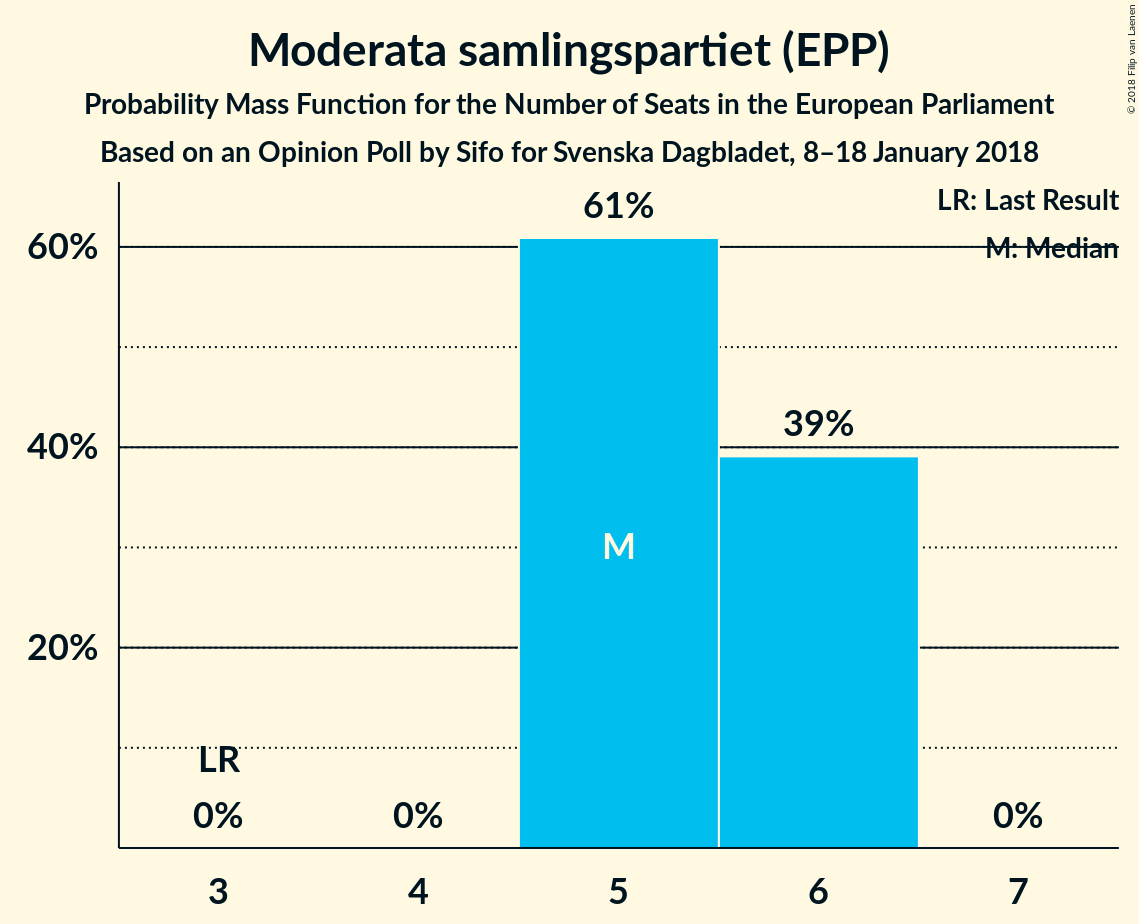 Moderata samlingspartiet (EPP)
Probability Mass Function for the Number of Seats in the European Parliament
Based on an Opinion Poll by Sifo for Svenska Dagbladet, 8–18 January 2018
© 2018 Filip van Laenen
LR: Last Result
M: Median
61%
60%
39%
40%
M
20%
LR
0%
0%
0%
3
4
5
6
7